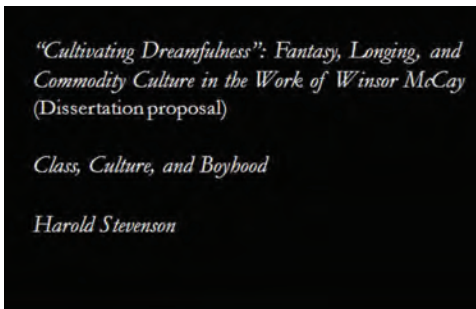 “Cultivating Dreamfulness”: Fantasy, Longing, and
Commodity Culture in the Work of Winsor McCay
(Dissertation proposal)
Class, Culture, and Boyhood
Harold Stevenson